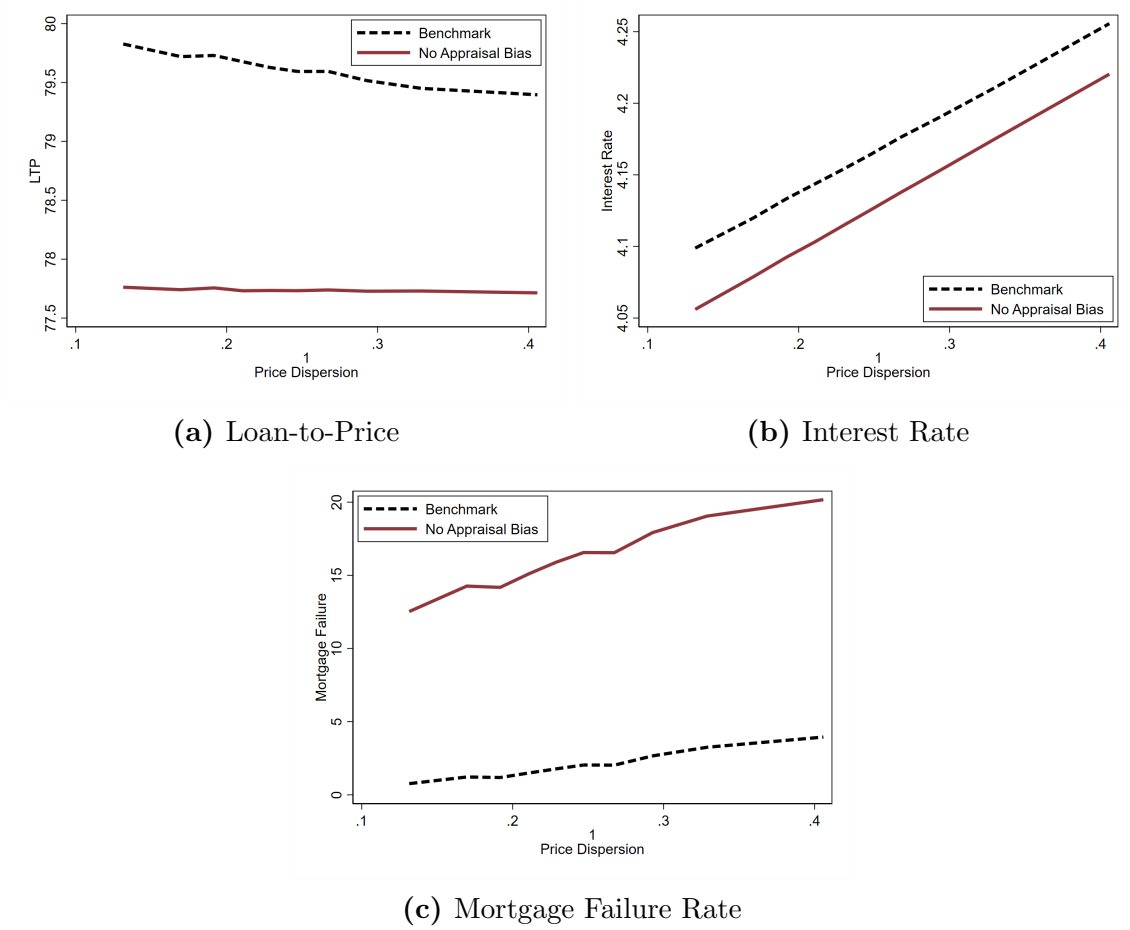 80
79.5
79
78.5
78
77.5
LTP
Benchmark
No Appraisal Bias
.1 .2 .3 .4
1
Price Dispersion
(a) Loan-to-Price
4.25
4.2
4.15
4.1
4.05
Interest Rate
Benchmark
No Appraisal Bias
.1 .2 .3 .4
1
Price Dispersion
(b) Interest Rate
20
15
10
5
0
Mortgage Failure
Benchmark
No Appraisal Bias
.1 .2 .3 .4
1
Price Dispersion
(c) Mortgage Failure Rate